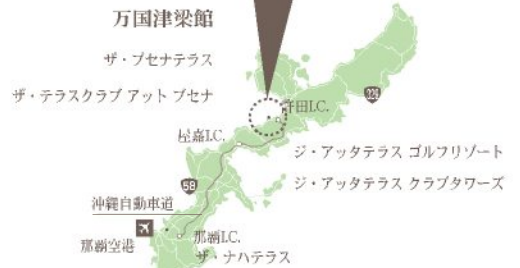 万国津梁館
ザ・ブセナテラス
ザ・テラスクラブ アット ブセナ
許田I.C.
329
屋嘉I.C.
ジ・アッタテラス ゴルフリゾート
ジ・アッタテラス クラブタワーズ
58
沖縄自動車道
那覇空港
那覇I.C.
ザ・ナハテラス